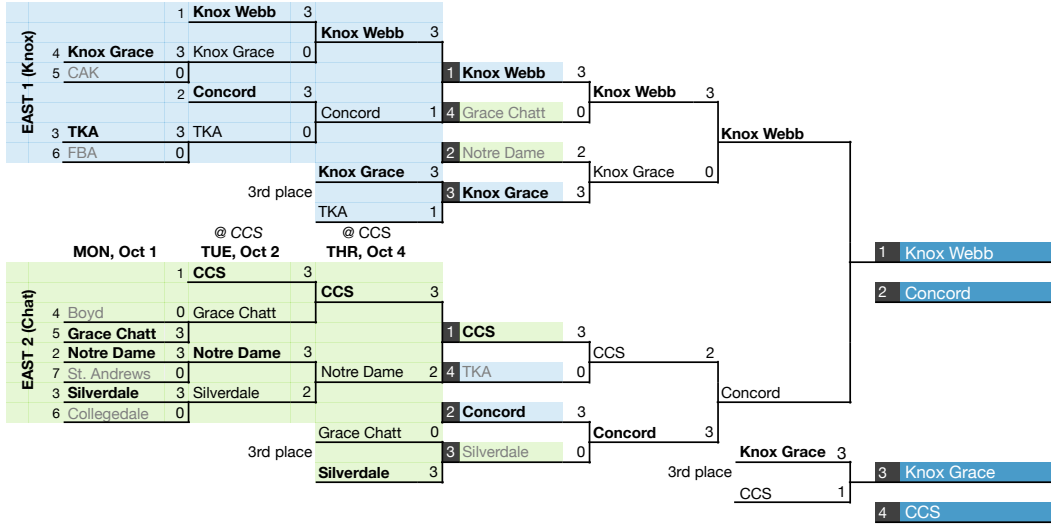 EAST 1 (Knox)
1 Knox Webb 3
Knox Webb 3
4 Knox Grace 3 Knox Grace 0
5 CAK 0
1 Knox Webb 3
2 Concord 3
Knox Webb 3
Concord 1 4 Grace Chatt 0
3 TKA 3 TKA 0
Knox Webb
6 FBA 0
2 Notre Dame 2
Knox Grace 3
Knox Grace 0
3rd place
3 Knox Grace 3
TKA 1
@ CCS @ CCS
MON, Oct 1 TUE, Oct 2 THR, Oct 4
1 Knox Webb
EAST 2 (Chat)
1 CCS 3
CCS 3
2 Concord
4 Boyd 0 Grace Chatt
5 Grace Chatt 3
1 CCS 3
2 Notre Dame 3 Notre Dame 3
CCS 2
7 St. Andrews 0
Notre Dame 2 4 TKA 0
3 Silverdale 3 Silverdale 2
Concord
6 Collegedale 0
2 Concord 3
Grace Chatt 0
Concord 3
3rd place
3 Silverdale 0
Knox Grace 3
Silverdale 3
3rd place
3 Knox Grace
CCS 1
4 CCS